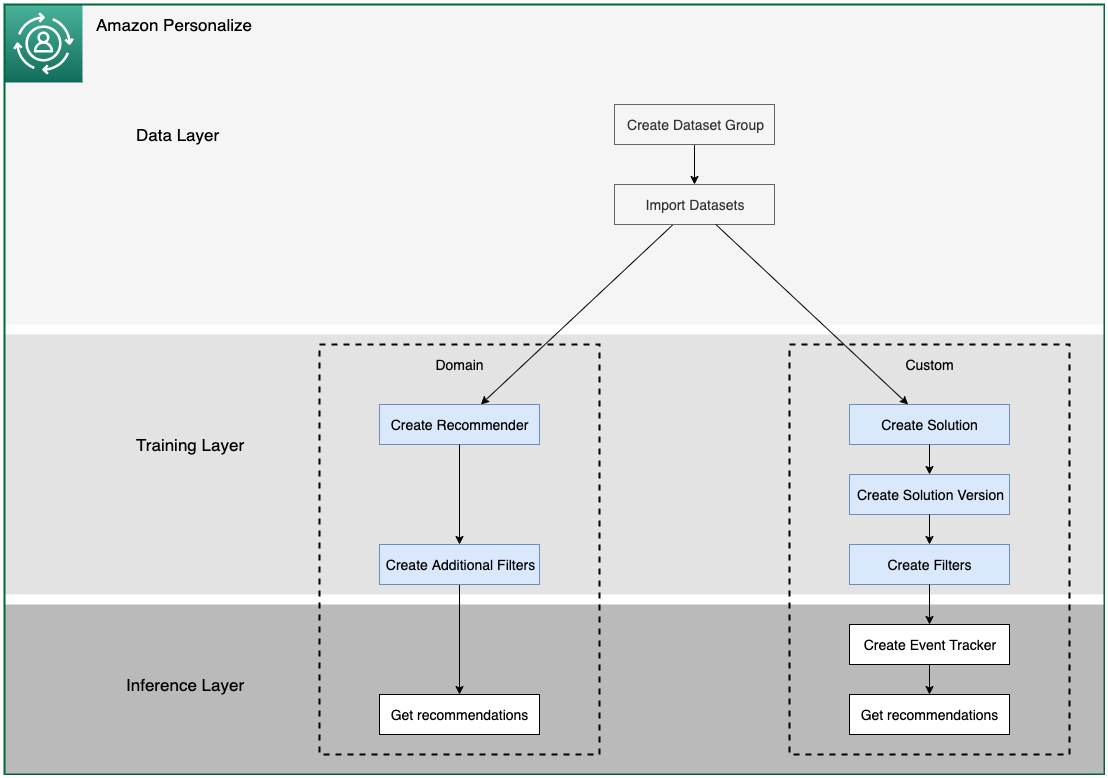 Amazon Personalize
Data Layer
Create Dataset Group
Import Datasets
Domain
Custom
Training Layer
Create Recommender
Create Solution
Create Solution Version
Create Additional Filters
Create Filters
Inference Layer
Create Event Tracker
Get recommendations
Get recommendations